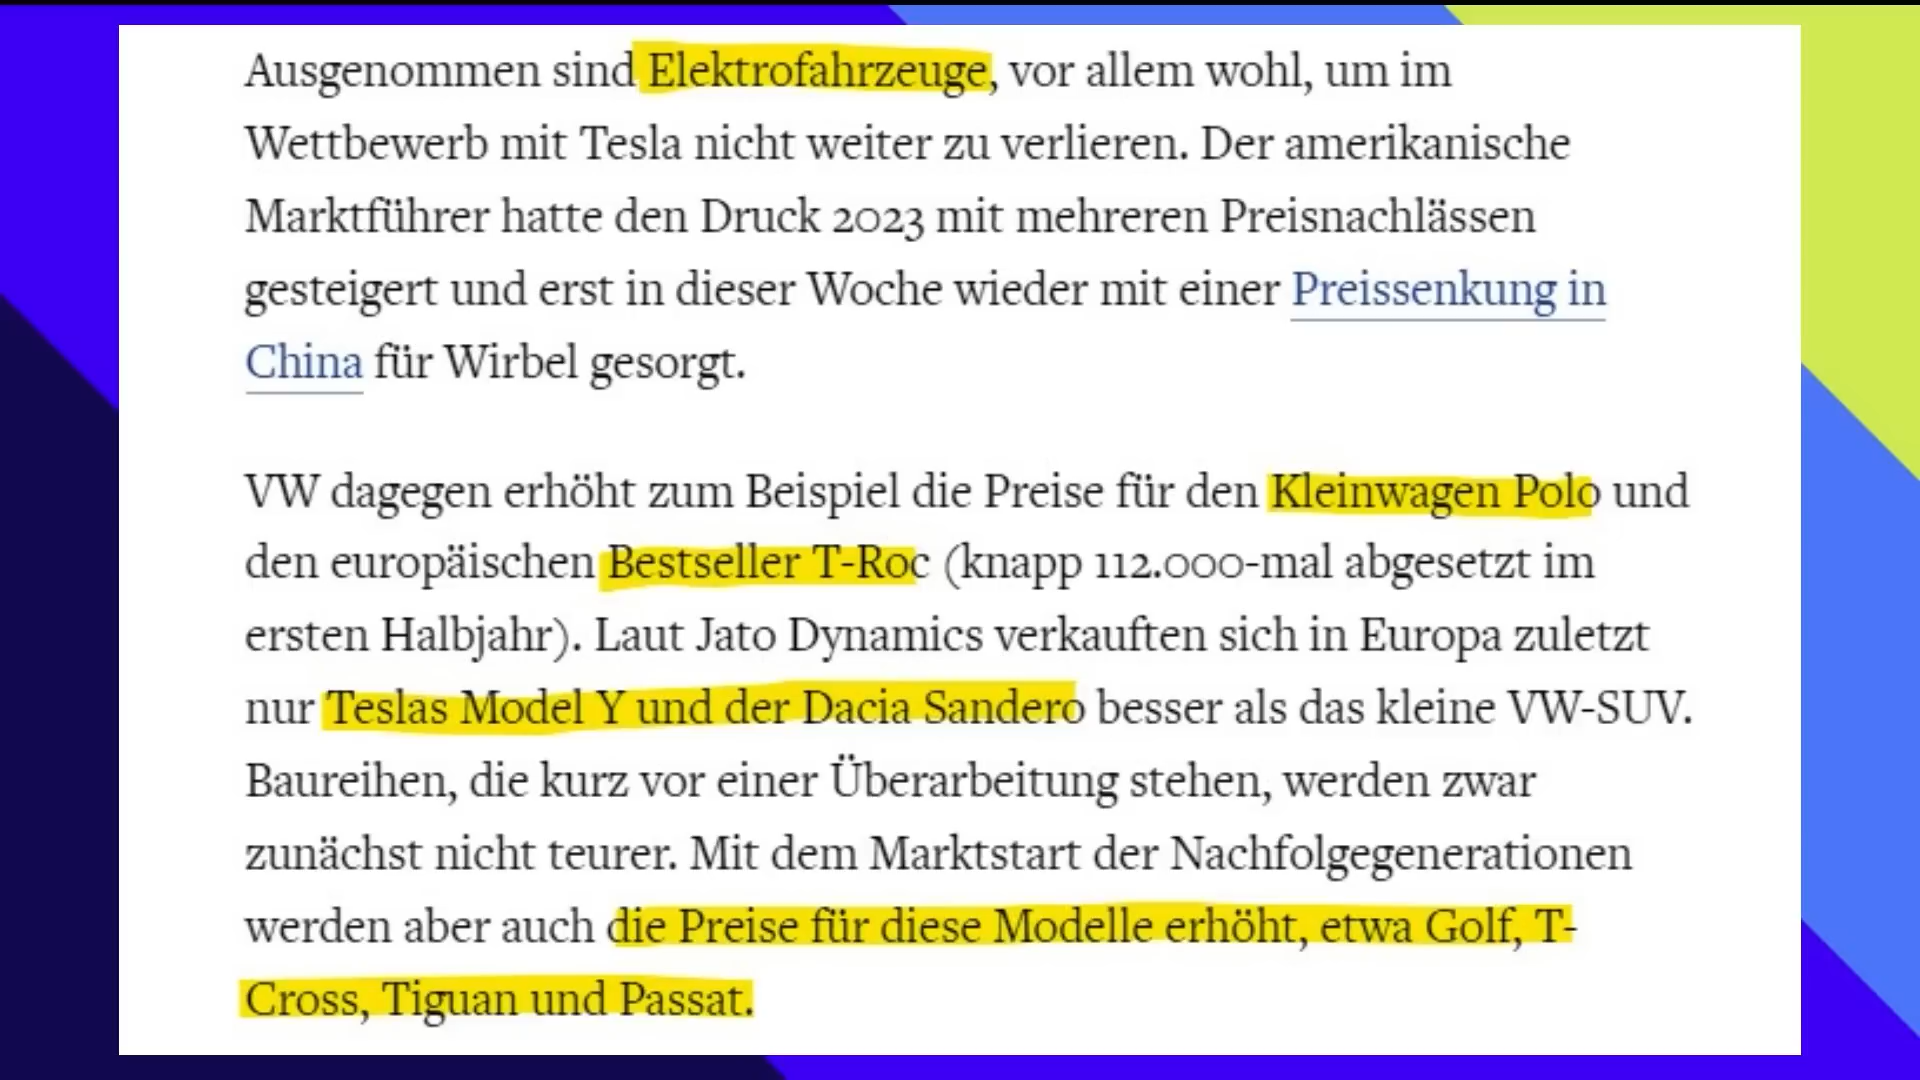 Ausgenommen sind Elektrofahrzeuge, vor allem wohl, um im
Wettbewerb mit Tesla nicht weiter zu verlieren. Der amerikanische
Marktführer hatte den Druck 2023 mit mehreren Preisnachlässen
gesteigert und erst in dieser Woche wieder mit einer Preissenkung in
China für Wirbel gesorgt.
VW dagegen erhöht zum Beispiel die Preise für den Kleinwagen Polo und
den europäischen Bestseller T-Roc (knapp 112.000-mal abgesetzt im
ersten Halbjahr). Laut Jato Dynamics verkauften sich in Europa zuletzt
nur Teslas Model Y und der Dacia Sandero besser als das kleine VW-SUV.
Baureihen, die kurz vor einer Überarbeitung stehen, werden zwar
zunächst nicht teurer. Mit dem Marktstart der Nachfolgegenerationen
werden aber auch die Preise für diese Modelle erhöht, etwa Golf, T-
Cross, Tiguan und Passat.